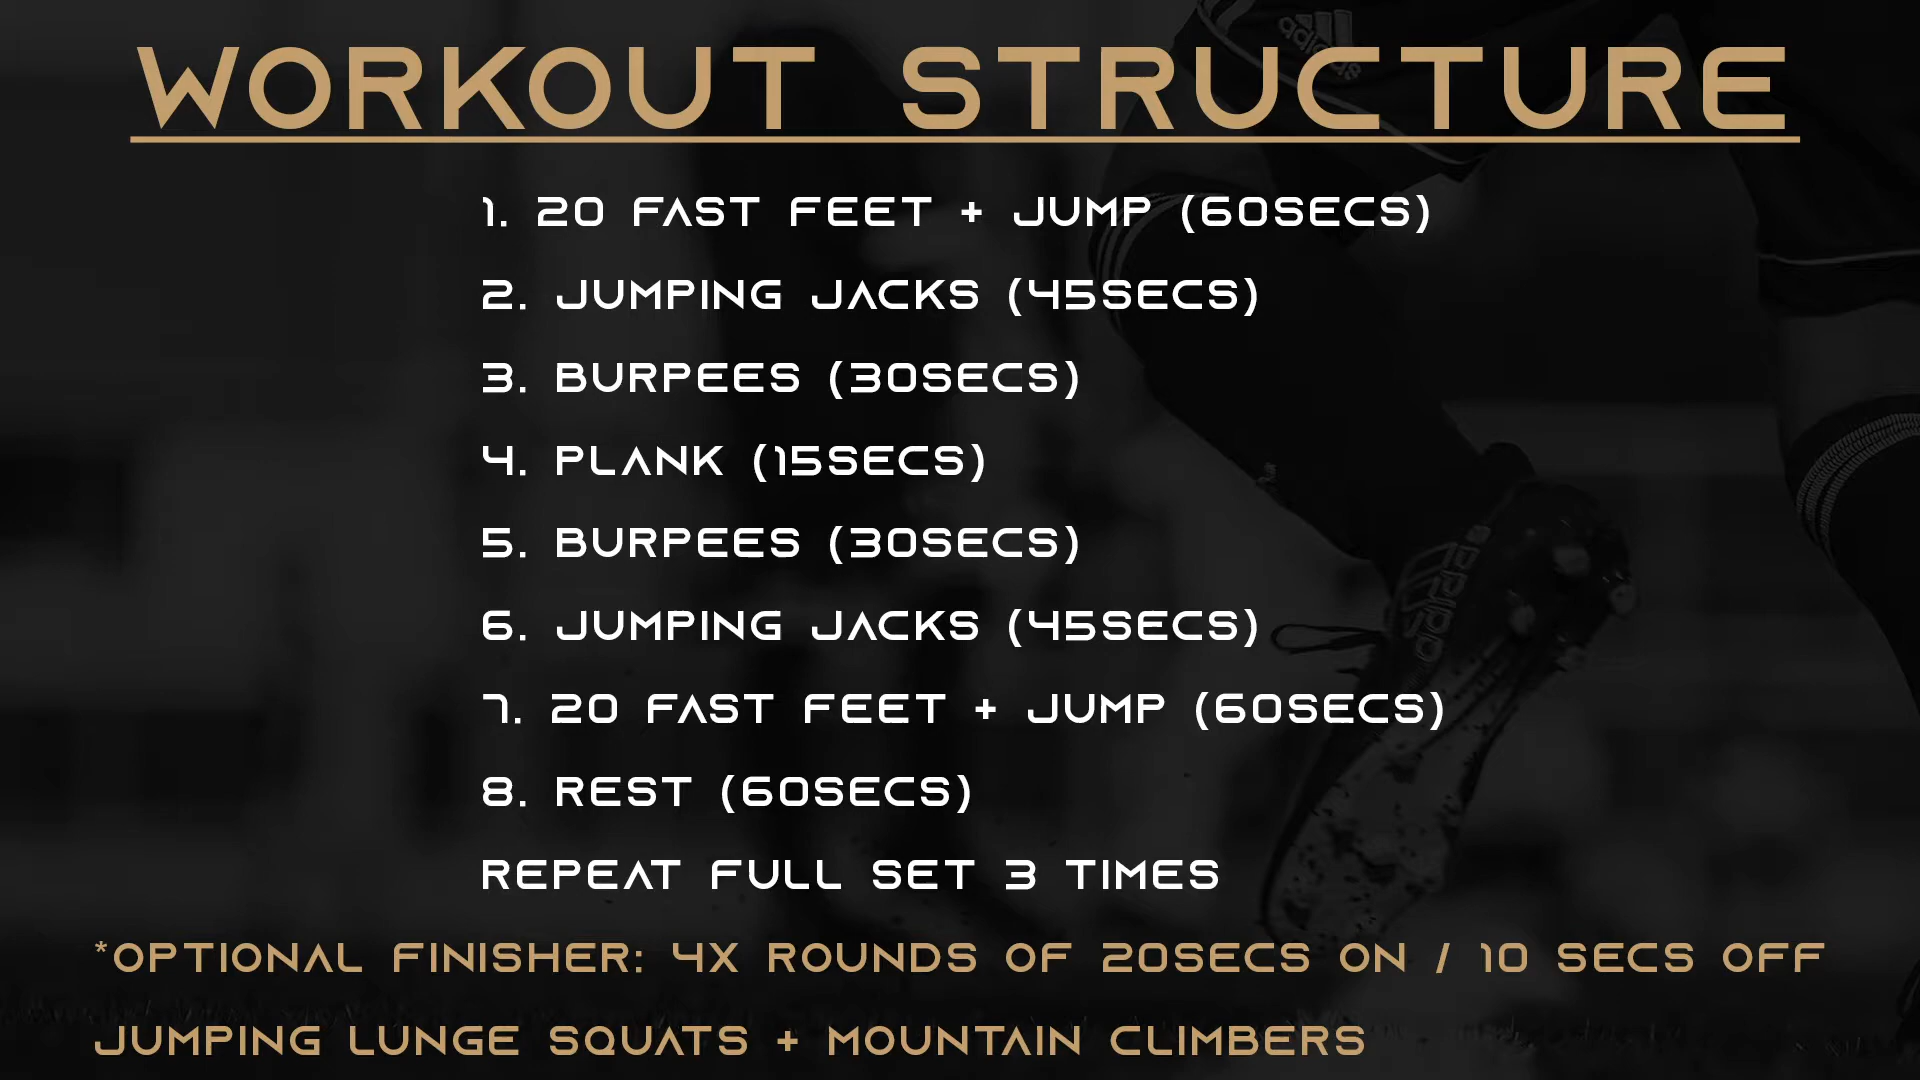 WORKOUT STRUCTURE
1. 20 FAST FEET + JUMP (60SECS)
2. JUMPING JACKS (45SECS)
3. BURPEES (30SECS)
4. PLANK (15SECS)
5. BURPEES (30SECS)
6. JUMPING JACKS (45SECS)
7. 20 FAST FEET + JUMP (60SECS)
8. REST (60SECS)
REPEAT FULL SET 3 TIMES
*OPTIONAL FINISHER: 4X ROUNDS OF 20SECS ON / 10 SECS OFF
JUMPING LUNGE SQUATS + MOUNTAIN CLIMBERS
adidas
adidas